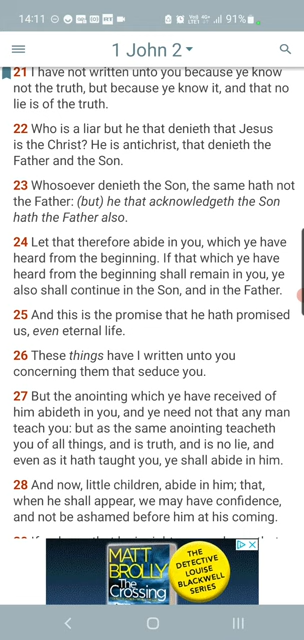 14:11 91%
1 John 2
21 I have not written unto you because ye know
not the truth, but because ye know it, and that no
lie is of the truth.
22 Who is a liar but he that denieth that Jesus
is the Christ? He is antichrist, that denieth the
Father and the Son.
23 Whosoever denieth the Son, the same hath not
the Father: (but) he that acknowledgeth the Son
hath the Father also.
24 Let that therefore abide in you, which ye have
heard from the beginning. If that which ye have
heard from the beginning shall remain in you, ye
also shall continue in the Son, and in the Father.
25 And this is the promise that he hath promised
us, even eternal life.
26 These things have I written unto you
concerning them that seduce you.
27 But the anointing which ye have received of
him abideth in you, and ye need not that any man
teach you: but as the same anointing teacheth
you of all things, and is truth, and is no lie, and
even as it hath taught you, ye shall abide in him.
28 And now, little children, abide in him; that,
when he shall appear, we may have confidence,
and not be ashamed before him at his coming.
MATT
BROLLY
The
Crossing
THE
DETECTIVE
LOUISE
BLACKWELL
SERIES